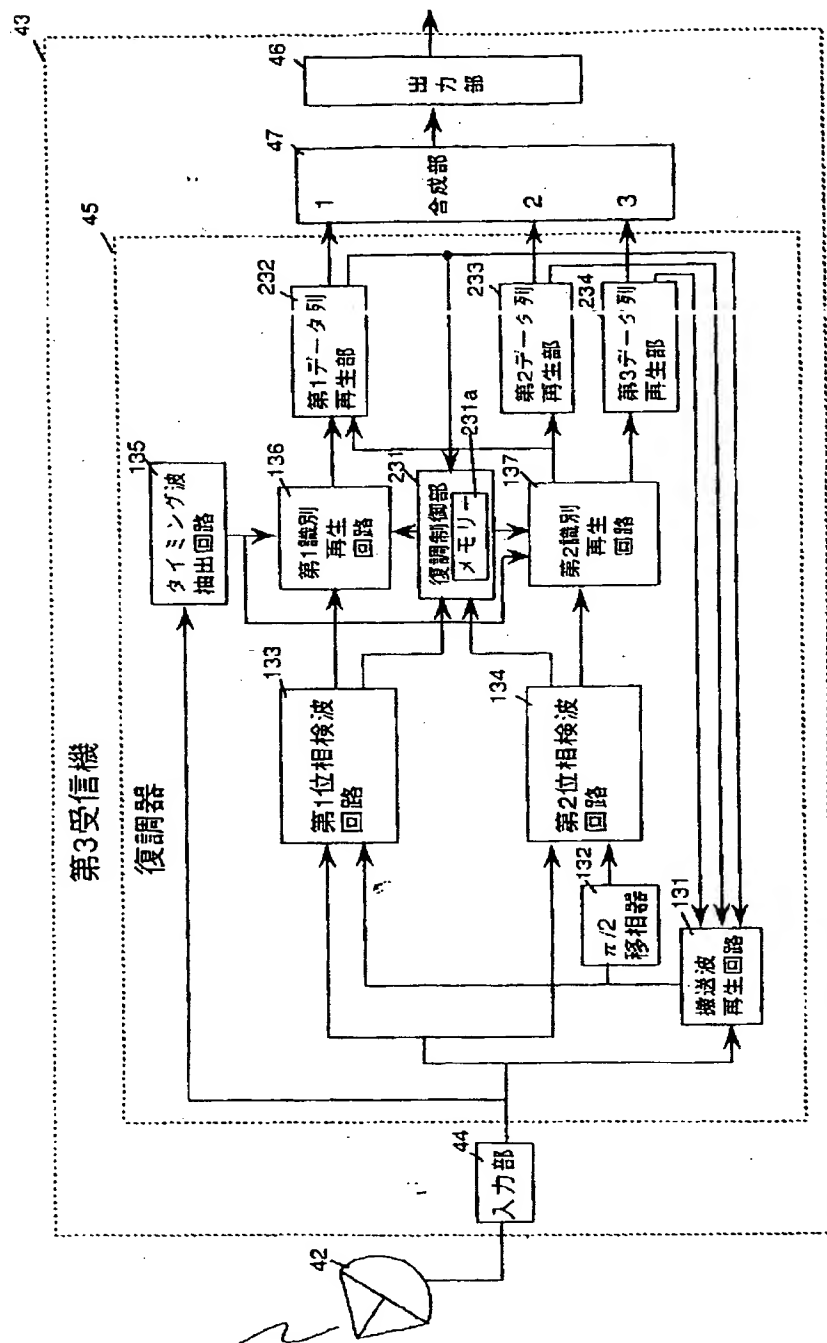 第3受信機
43
復調器
45
42
44
入力部
135
タイミング波
抽出回路
133
第1位相検波
回路
134
第2位相検波
回路
132
π/2
移相器
131
搬送波
再生回路
136
第1識別
再生
回路
231
復調制御部
メモリー
231a
137
第2識別
再生
回路
232
第1データ列
再生部
233
第2データ列
再生部
234
第3データ列
再生部
47
合成部
1
2
3
46
出力部